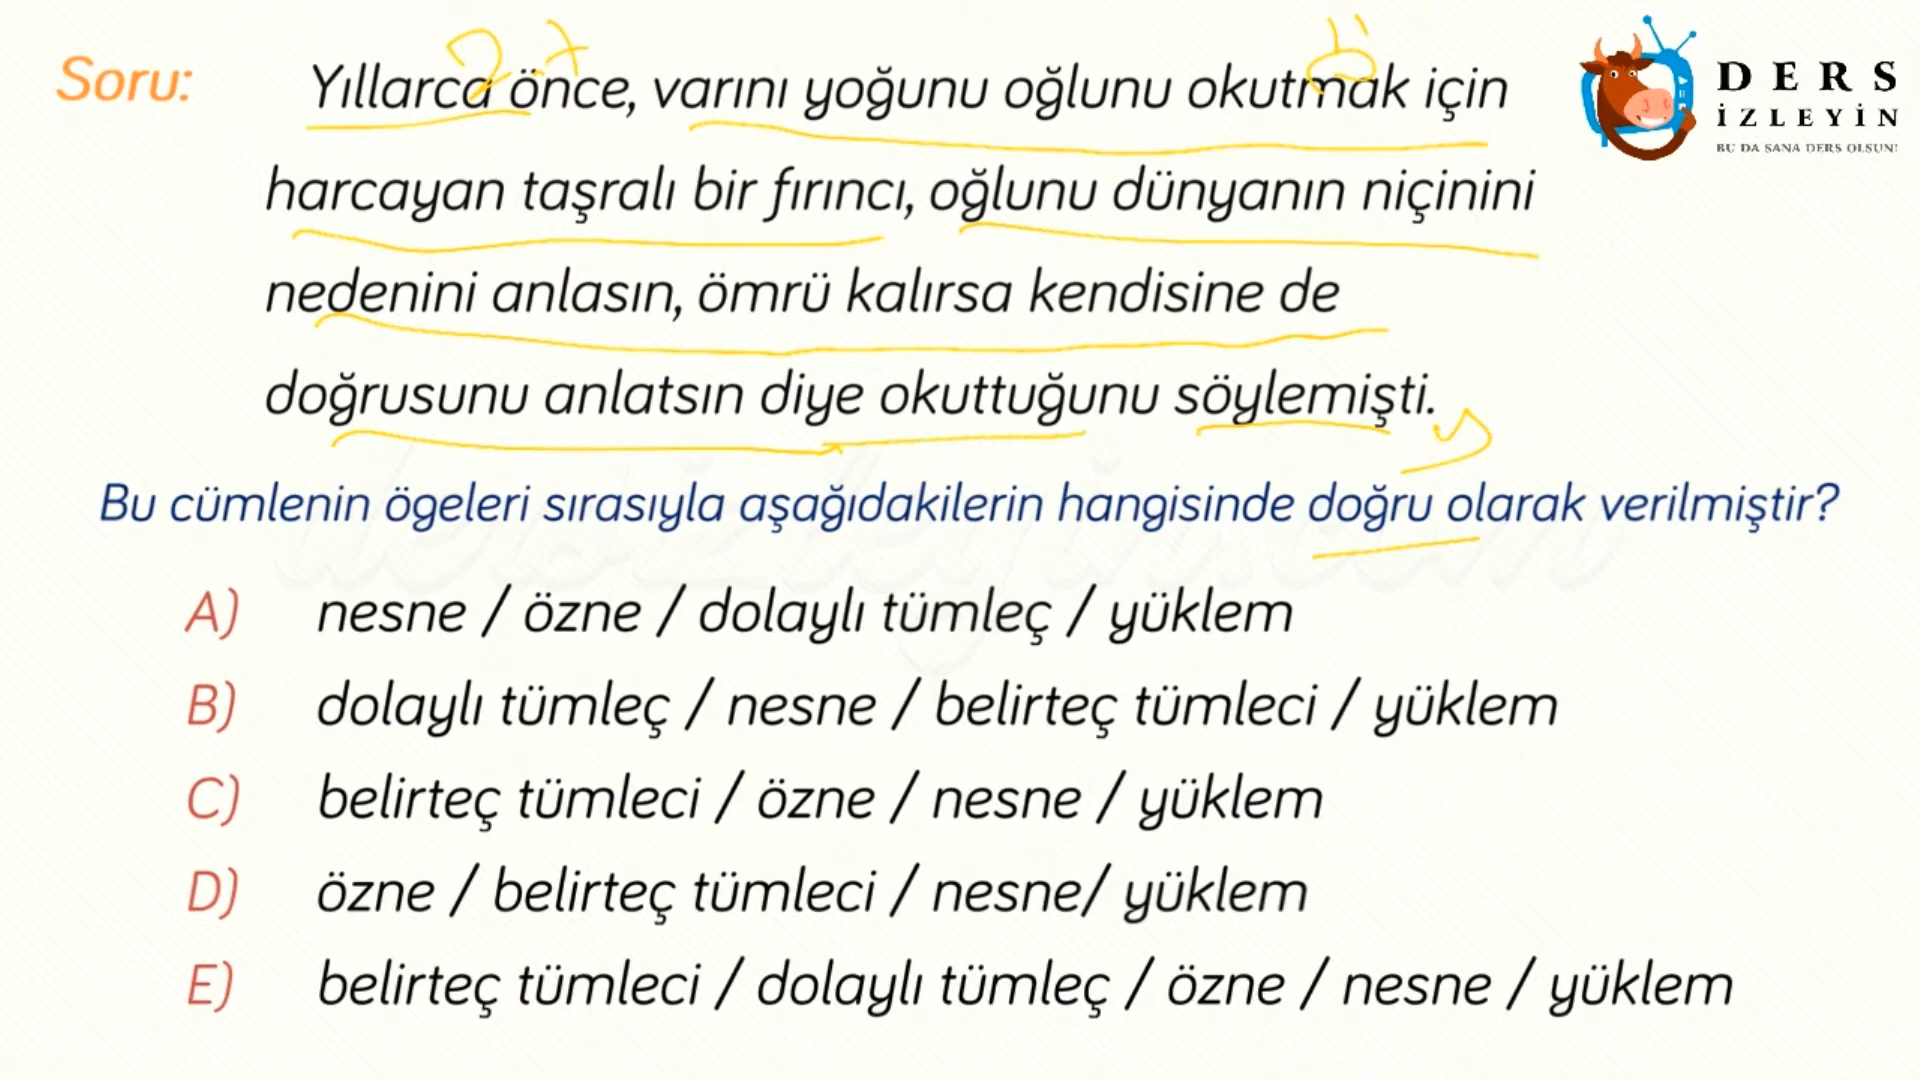 Soru: Yıllarca önce, varını yoğunu oğlunu okutmak için
harcayan taşralı bir fırıncı, oğlunu dünyanın niçinini
nedenini anlasın, ömrü kalırsa kendisine de
doğrusunu anlatsın diye okuttuğunu söylemişti.
Bu cümlenin ögeleri sırasıyla aşağıdakilerin hangisinde doğru olarak verilmiştir?
A) nesne / özne / dolaylı tümleç / yüklem
B) dolaylı tümleç / nesne / belirteç tümleci / yüklem
C) belirteç tümleci / özne / nesne / yüklem
D) özne / belirteç tümleci / nesne/ yüklem
E) belirteç tümleci / dolaylı tümleç / özne / nesne / yüklem
DERS
İZLEYİN
BU DA SANA DERS OLSUN!